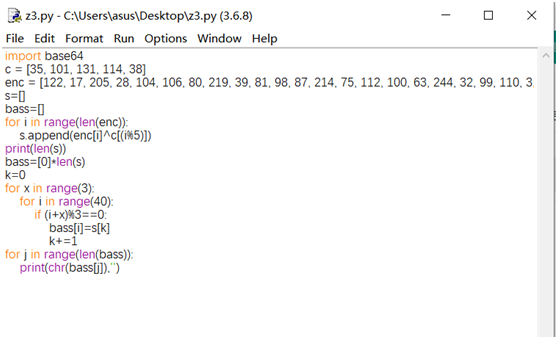 z3.py - C:\Users\asus\Desktop\z3.py (3.6.8)
File Edit Format Run Options Window Help
import base64
c = [35, 101, 131, 114, 38]
enc = [122, 17, 205, 28, 104, 106, 80, 219, 39, 81, 98, 87, 214, 75, 112, 100, 63, 244, 32, 99, 110, 3
s=[]
bass=[]
for i in range(len(enc)):
    s.append(enc[i]^c[(i%5)])
print(len(s))
bass=[0]*len(s)
k=0
for x in range(3):
    for i in range(40):
        if (i+x)%3==0:
            bass[i]=s[k]
            k+=1
for j in range(len(bass)):
    print(chr(bass[j]),'')